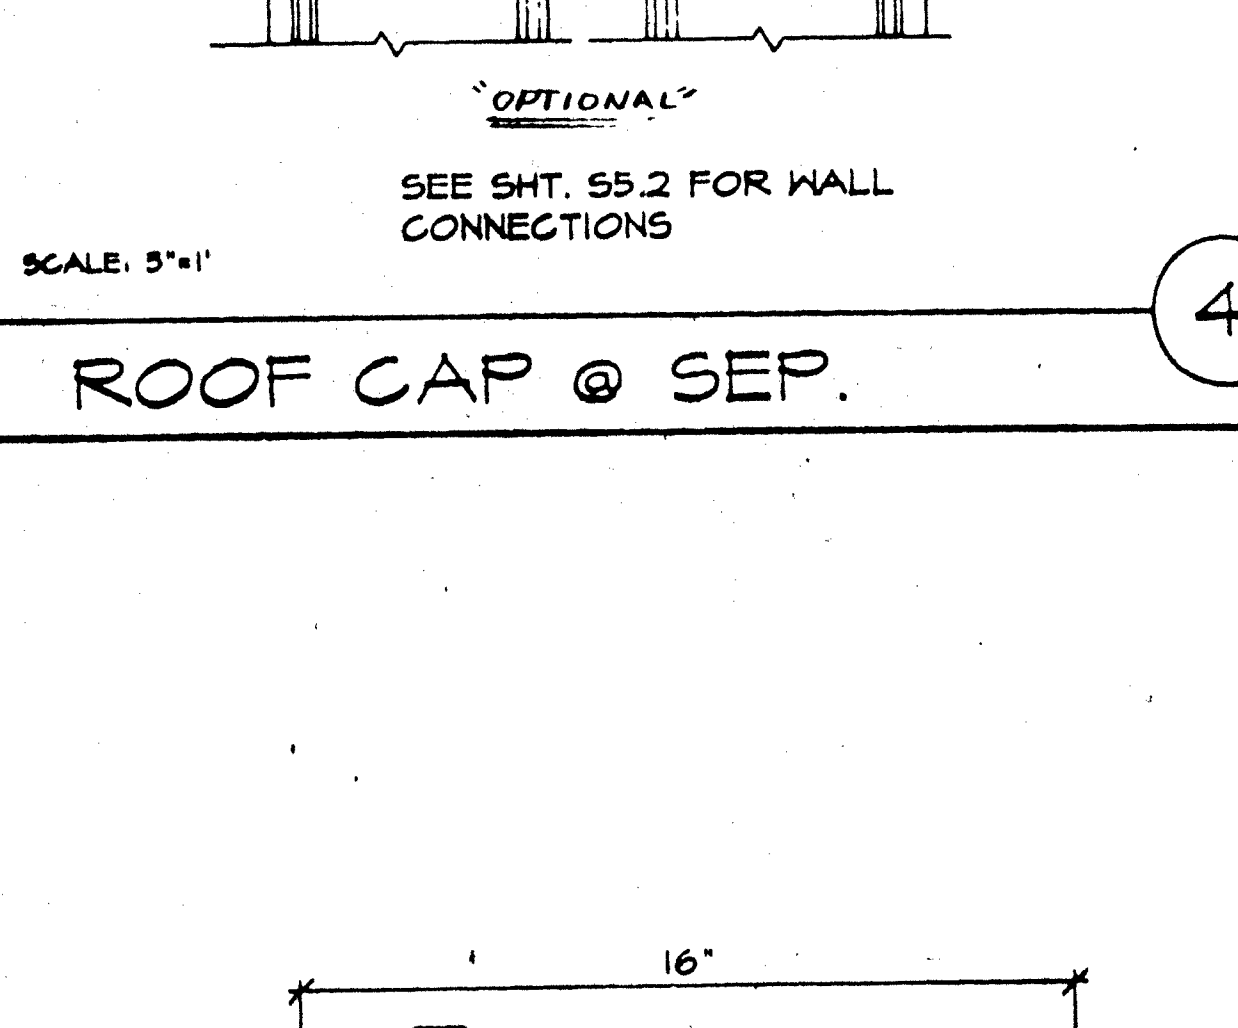 "OPTIONAL"
SEE SHT. S5.2 FOR WALL
CONNECTIONS
SCALE: 3"=1'
4
ROOF CAP @ SEP.
16"